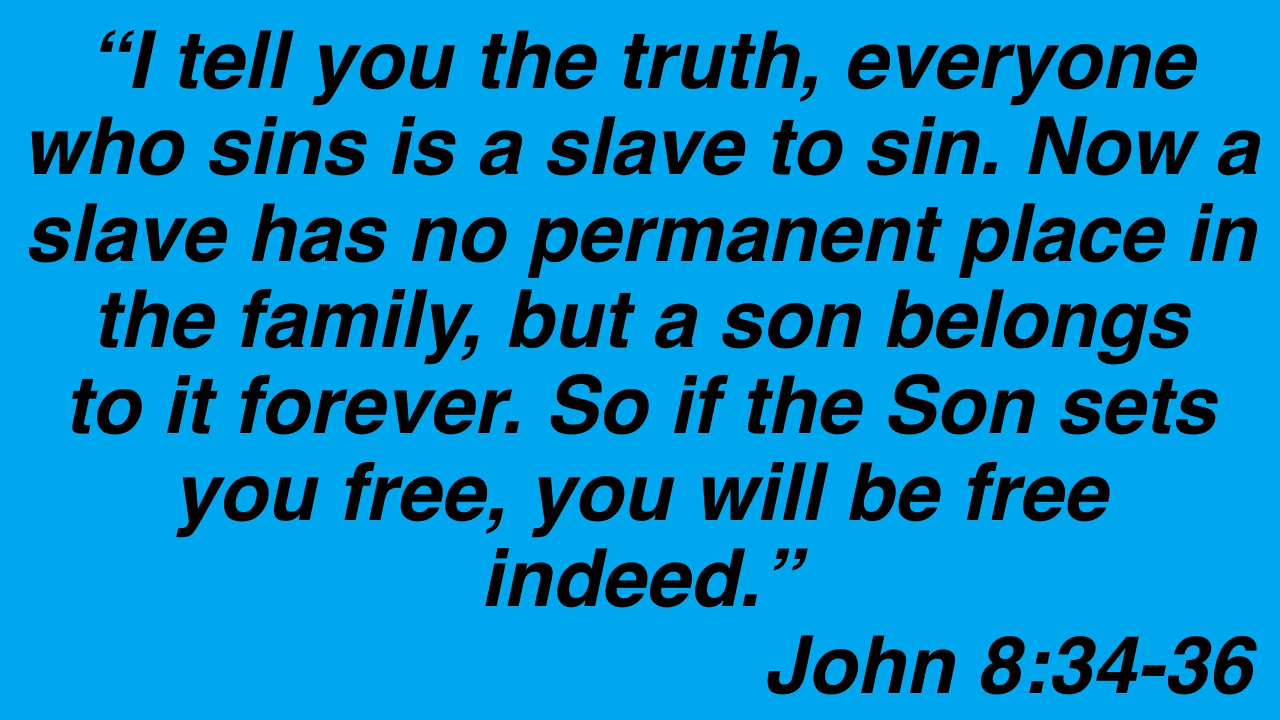 “I tell you the truth, everyone
who sins is a slave to sin. Now a
slave has no permanent place in
the family, but a son belongs
to it forever. So if the Son sets
you free, you will be free
indeed.”
John 8:34-36